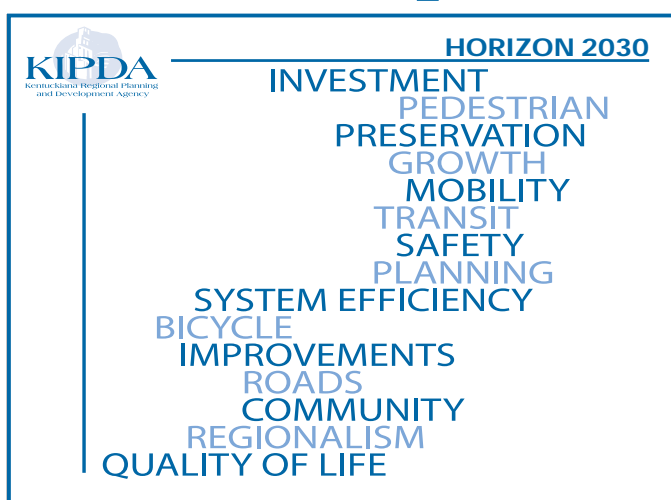 HORIZON 2030
KIPDA
Kentuckiana Regional Planning
and Development Agency
INVESTMENT
PEDESTRIAN
PRESERVATION
GROWTH
MOBILITY
TRANSIT
SAFETY
PLANNING
SYSTEM EFFICIENCY
BICYCLE
IMPROVEMENTS
ROADS
COMMUNITY
REGIONALISM
QUALITY OF LIFE